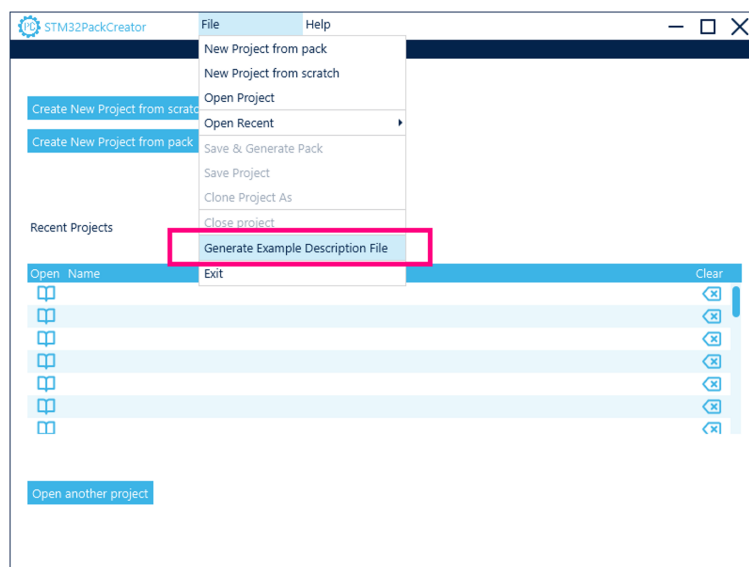 STM32PackCreator
File Help
New Project from pack
New Project from scratch
Open Project
Open Recent
Save & Generate Pack
Save Project
Clone Project As
Close project
Generate Example Description File
Exit
Create New Project from scratc
Create New Project from pack
Recent Projects
Open Name Clear
Open another project